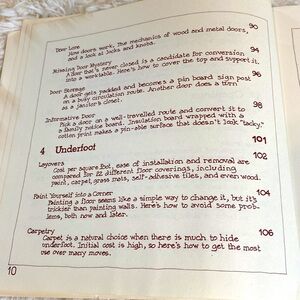 Door Lore 90
How doors work. The mechanics of wood and metal doors,
and a look at locks and knobs.
Missing Door Mystery 94
A door that's never closed is a candidate for conversion
into a worktable. Here's how to cover the top and support it.
Door Storage 96
A door gets padded and becomes a pin board sign post
on a busy circulation route. Another door does a turn
as a jailor's closet.
Informative Door 98
Pick a door on a well-travelled route and convert it to
a family notice board. Insulation board wrapped with a
cotton print makes a pin-able surface that doesn't look "tacky."
4 Underfoot 101
Layovers 102
Cost per square foot, ease of installation and removal are
compared for 22 different floor coverings, including
paint, carpet, grass mats, self-adhesive tiles, and even wood.
Paint Yourself into a Corner 104
Painting a floor seems like a simple way to change it, but it's
trickier than painting walls. Here's how to avoid some prob-
lems, both now and later.
Carpetry 106
Carpet is a natural choice when there is much to hide
underfoot. Initial cost is high, so here's how to get the most
use over many moves.
10